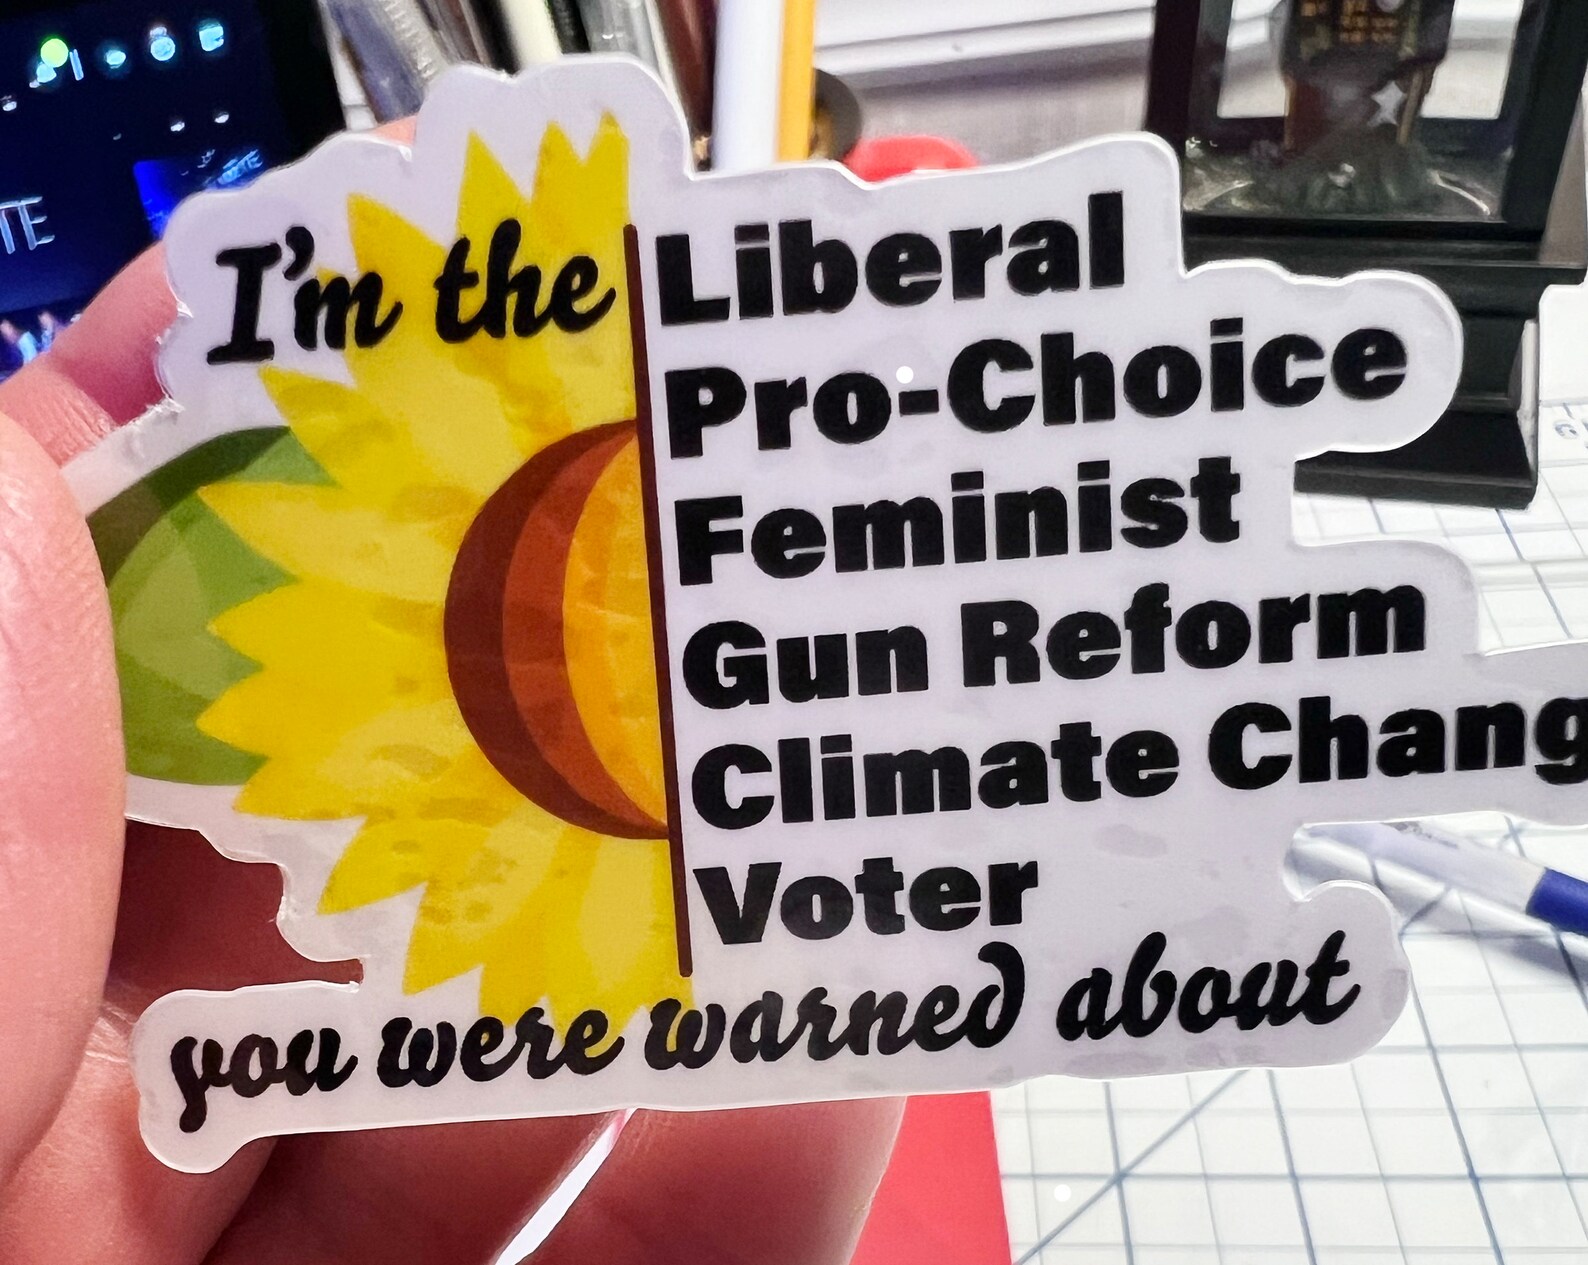 I'm the
Liberal
Pro-Choice
Feminist
Gun Reform
Climate Chang
Voter
you were warned about